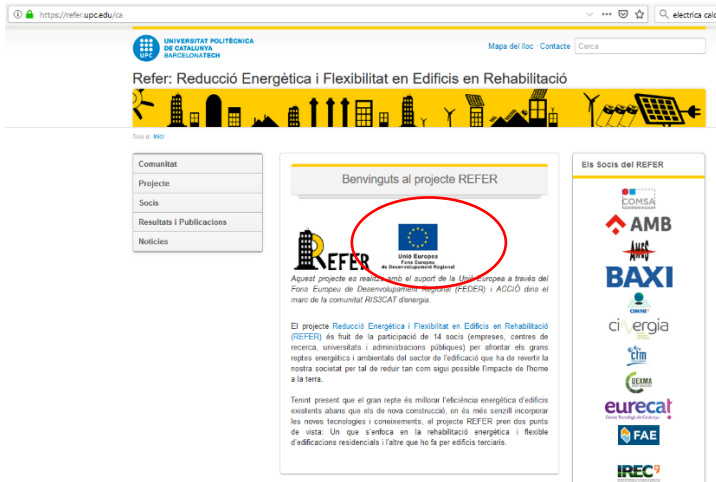 https://refer.upc.edu/ca
electrica calc
UNIVERSITAT POLITÈCNICA
DE CATALUNYA
BARCELONATECH
UPC
Mapa del lloc Contacte Cerca
Refer: Reducció Energètica i Flexibilitat en Edificis en Rehabilitació
Sou a: Inici
Comunitat
Projecte
Socis
Resultats i Publicacions
Notícies
Benvinguts al projecte REFER
REFER
Unió Europea
Fons Europeu
de Desenvolupament Regional
Aquest projecte es realitza amb el suport de la Unió Europea a través del
Fons Europeu de Desenvolupament Regional (FEDER) i ACCIÓ dins el
marc de la comunitat RIS3CAT d'energia.
El projecte Reducció Energètica i Flexibilitat en Edificis en Rehabilitació
(REFER) és fruit de la participació de 14 socis (empreses, centres de
recerca, universitats i administracions públiques) per afrontar els grans
reptes energètics i ambientals del sector de l'edificació que ha de revertir la
nostra societat per tal de reduir tan com sigui possible l'impacte de l'home
a la terra.
Tenint present que el gran repte és millorar l'eficiència energètica d'edificis
existents abans que els de nova construcció, on és més senzill incorporar
les noves tecnologies i coneixements, el projecte REFER pren dos punts
de vista: Un que s'enfoca en la rehabilitació energètica i flexible
d'edificacions residencials i l'altre que ho fa per edificis terciaris.
Els Socis del REFER
COMSA
AMB
BAXI
CIMNE
cinergia
ctm
DEXMA
eurecat
Centre Tecnològic de Catalunya
FAE
IREC